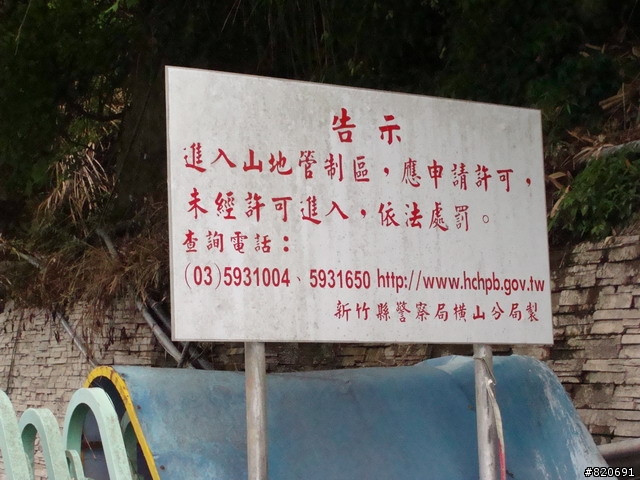 告示
進入山地管制區，應申請許可，
未經許可進入，依法處罰。
查詢電話：
(03)5931004、5931650 http://www.hchpb.gov.tw
新竹縣警察局橫山分局製
#820691